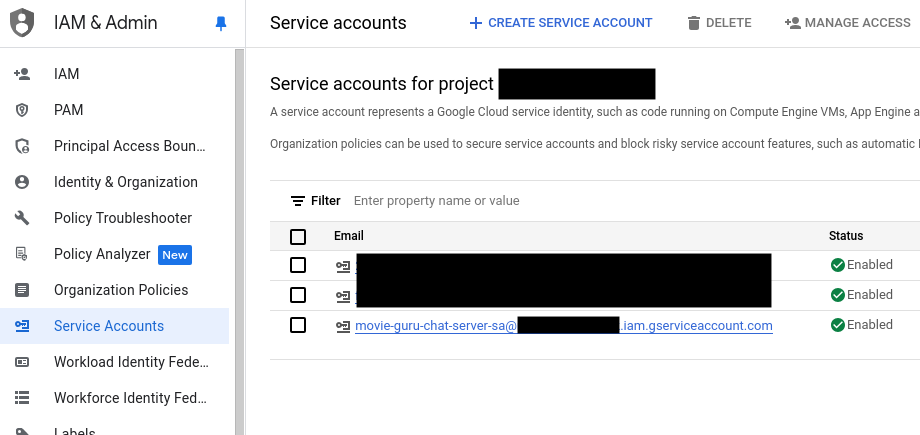 IAM & Admin
Service accounts
CREATE SERVICE ACCOUNT
DELETE
MANAGE ACCESS
IAM
PAM
Principal Access Boun...
Identity & Organization
Policy Troubleshooter
Policy Analyzer New
Organization Policies
Service Accounts
Workload Identity Fede...
Workforce Identity Fed...
Labels
Service accounts for project
A service account represents a Google Cloud service identity, such as code running on Compute Engine VMs, App Engine a
Organization policies can be used to secure service accounts and block risky service account features, such as automatic
Filter Enter property name or value
Email Status
Enabled
Enabled
movie-guru-chat-server-sa@ .iam.gserviceaccount.com Enabled